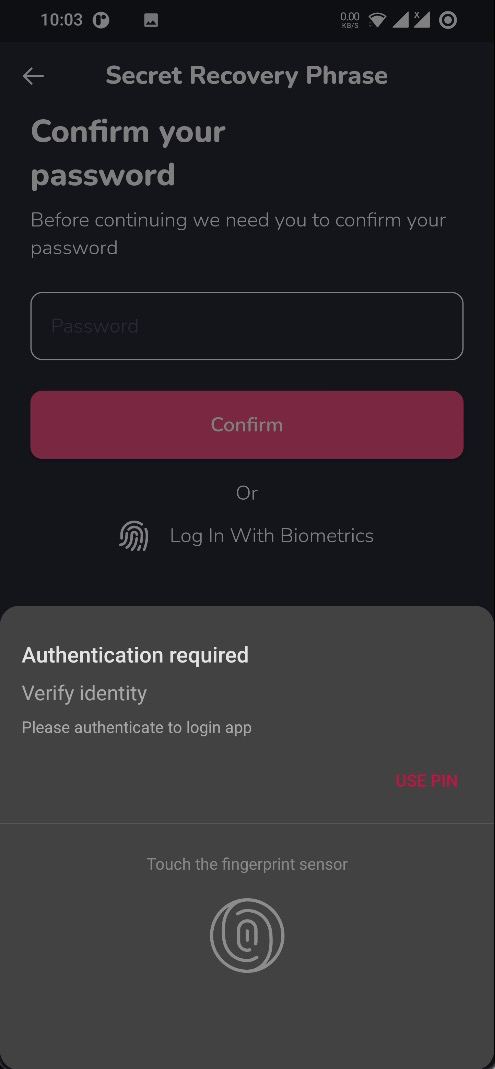 10:03
0.00
KB/S
x
Secret Recovery Phrase
Confirm your
password
Before continuing we need you to confirm your
password
Password
Confirm
Or
Log In With Biometrics
Authentication required
Verify identity
Please authenticate to login app
USE PIN
Touch the fingerprint sensor